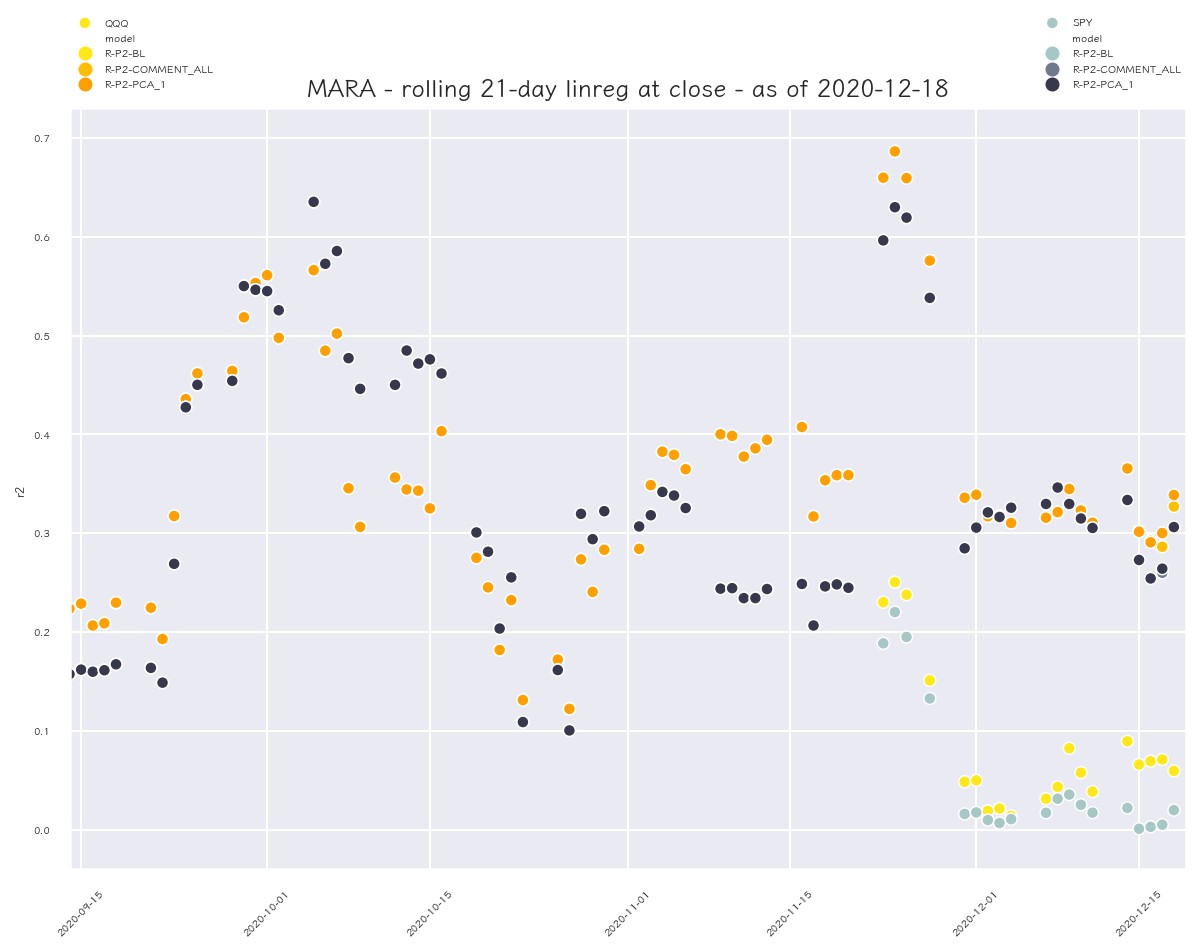 QQQ
model
R-P2-BL
R-P2-COMMENT_ALL
R-P2-PCA_1
SPY
model
R-P2-BL
R-P2-COMMENT_ALL
R-P2-PCA_1
MARA - rolling 21-day linreg at close - as of 2020-12-18
0.7
0.6
0.5
0.4
0.3
0.2
0.1
0.0
r2
2020-09-15
2020-10-01
2020-10-15
2020-11-01
2020-11-15
2020-12-01
2020-12-15